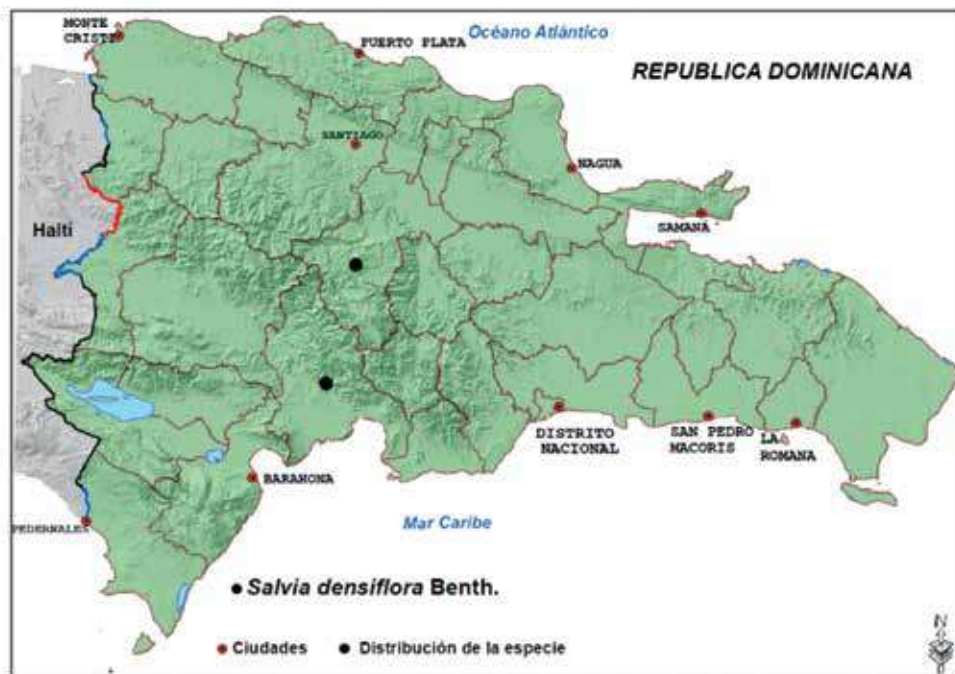 MONTE
CRISTI
PUERTO PLATA
Océano Atlántico
REPUBLICA DOMINICANA
SANTIAGO
NAGUA
SAMANÁ
Haití
DISTRITO
NACIONAL
SAN PEDRO
MACORIS
LA
ROMANA
BARAHONA
PEDERNALES
Mar Caribe
Salvia densiflora Benth.
Ciudades
Distribución de la especie
N